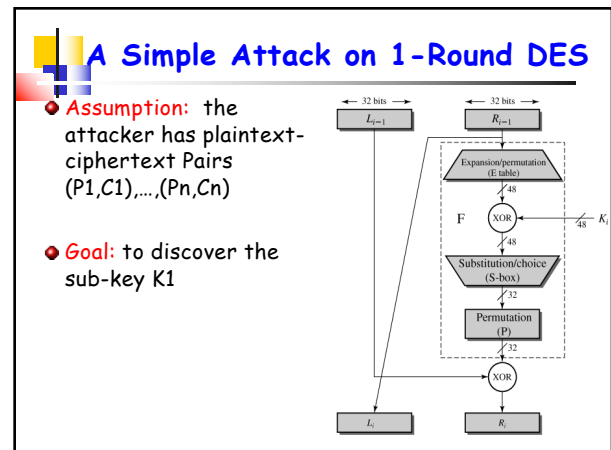 A Simple Attack on 1-Round DES
Assumption: the
attacker has plaintext-
ciphertext Pairs
(P1,C1),...,(Pn,Cn)
Goal: to discover the
sub-key K1
32 bits
32 bits
Li−1
Ri−1
Expansion/permutation
(E table)
48
F
XOR
48
Ki
48
Substitution/choice
(S-box)
32
Permutation
(P)
32
XOR
Li
Ri